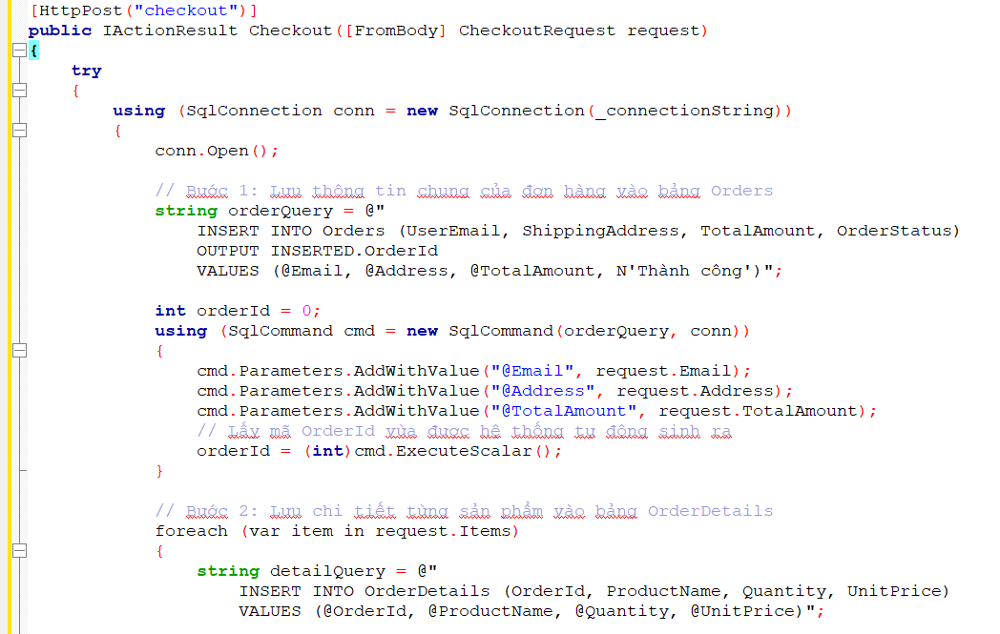 [HttpPost("checkout")]
public IActionResult Checkout([FromBody] CheckoutRequest request)
{
try
{
using (SqlConnection conn = new SqlConnection(_connectionString))
{
conn.Open();
// Bước 1: Lưu thông tin chung của đơn hàng vào bảng Orders
string orderQuery = @"
INSERT INTO Orders (UserEmail, ShippingAddress, TotalAmount, OrderStatus)
OUTPUT INSERTED.OrderId
VALUES (@Email, @Address, @TotalAmount, N'Thành công')";
int orderId = 0;
using (SqlCommand cmd = new SqlCommand(orderQuery, conn))
{
cmd.Parameters.AddWithValue("@Email", request.Email);
cmd.Parameters.AddWithValue("@Address", request.Address);
cmd.Parameters.AddWithValue("@TotalAmount", request.TotalAmount);
// Lấy mã OrderId vừa được hệ thống tự động sinh ra
orderId = (int)cmd.ExecuteScalar();
}
// Bước 2: Lưu chi tiết từng sản phẩm vào bảng OrderDetails
foreach (var item in request.Items)
{
string detailQuery = @"
INSERT INTO OrderDetails (OrderId, ProductName, Quantity, UnitPrice)
VALUES (@OrderId, @ProductName, @Quantity, @UnitPrice)";